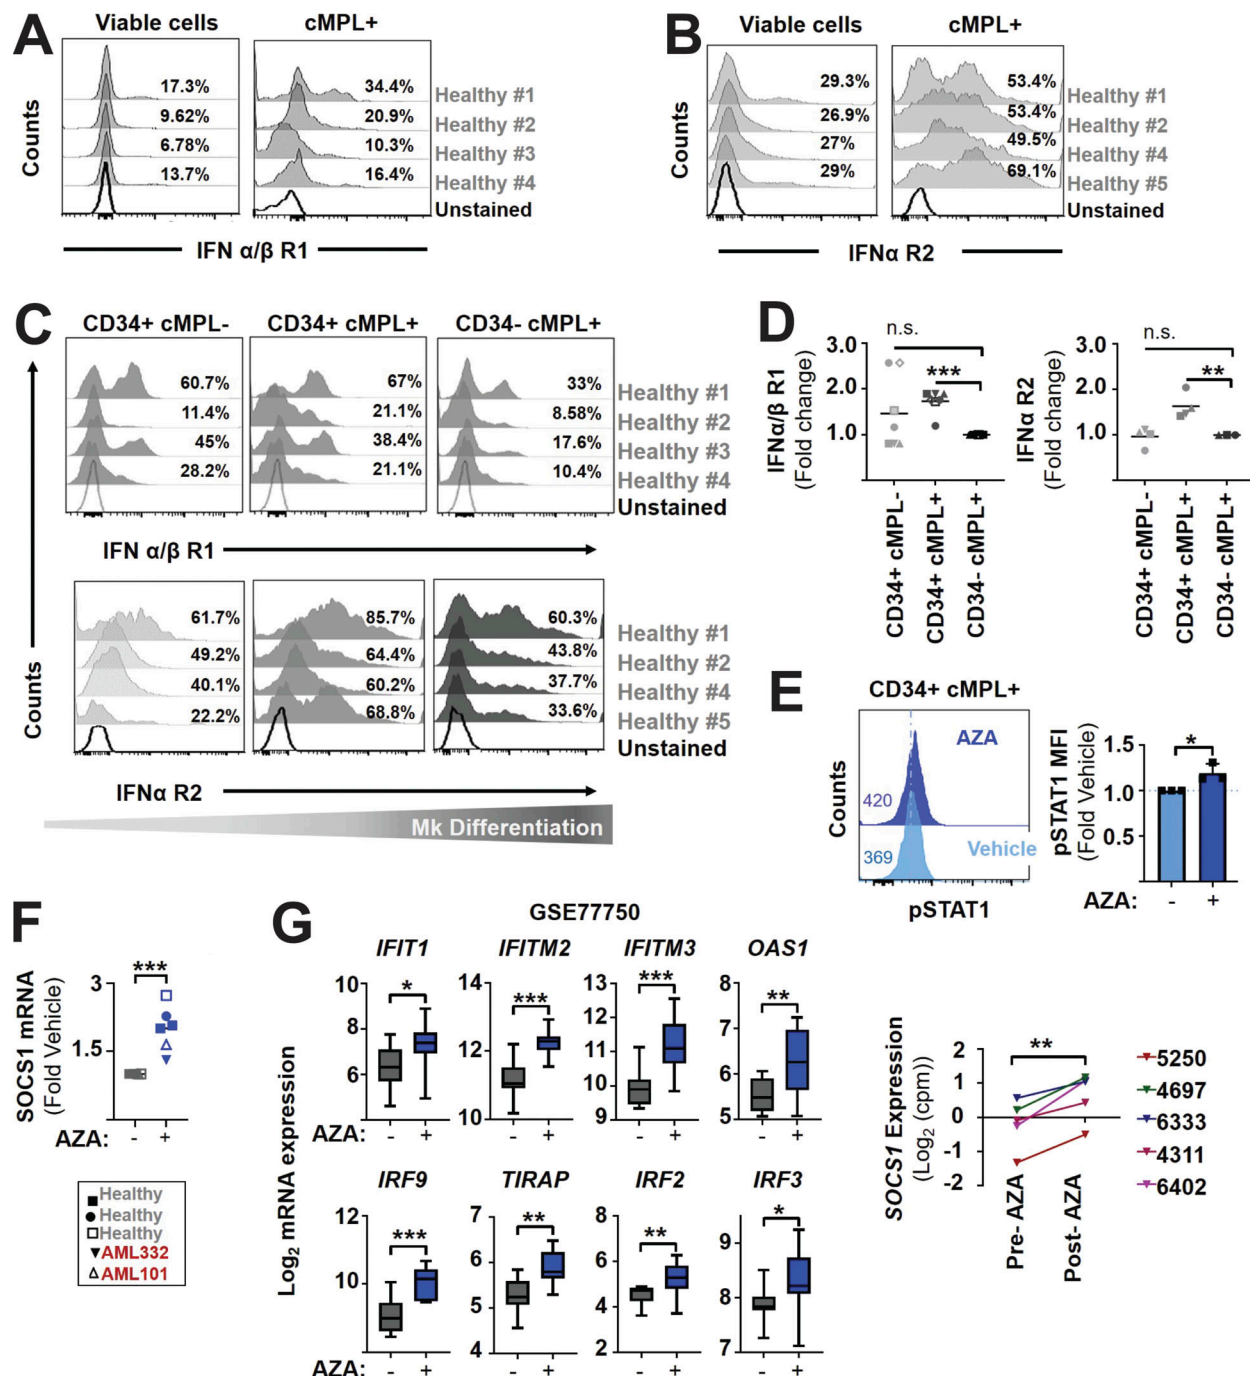 A
Viable cells
cMPL+
Counts
17.3%
9.62%
6.78%
13.7%
34.4%
20.9%
10.3%
16.4%
Healthy #1
Healthy #2
Healthy #3
Healthy #4
Unstained
IFN α/β R1
B
Viable cells
cMPL+
Counts
29.3%
26.9%
27%
29%
53.4%
53.4%
49.5%
69.1%
Healthy #1
Healthy #2
Healthy #4
Healthy #5
Unstained
IFNα R2
C
CD34+ cMPL-
CD34+ cMPL+
CD34- cMPL+
60.7%
11.4%
45%
28.2%
67%
21.1%
38.4%
21.1%
33%
8.58%
17.6%
10.4%
Healthy #1
Healthy #2
Healthy #3
Healthy #4
Unstained
IFN α/β R1
Counts
61.7%
49.2%
40.1%
22.2%
85.7%
64.4%
60.2%
68.8%
60.3%
43.8%
37.7%
33.6%
Healthy #1
Healthy #2
Healthy #4
Healthy #5
Unstained
IFNα R2
Mk Differentiation
D
IFNα/β R1
(Fold change)
3.0
2.0
1.0
n.s.
***
CD34+ cMPL-
CD34+ cMPL+
CD34- cMPL+
IFNα R2
(Fold change)
3.0
2.0
1.0
n.s.
**
CD34+ cMPL-
CD34+ cMPL+
CD34- cMPL+
E
CD34+ cMPL+
Counts
AZA
420
Vehicle
369
pSTAT1
pSTAT1 MFI
(Fold Vehicle)
1.5
1.0
0.5
*
AZA: - +
F
SOCS1 mRNA
(Fold Vehicle)
3
1.5
***
AZA: - +
Healthy
Healthy
Healthy
AML332
AML101
G
GSE77750
Log2 mRNA expression
IFIT1
10
8
6
*
IFITM2
14
12
10
***
IFITM3
13
12
11
10
9
***
OAS1
8
7
6
5
**
AZA: - + - + - + - +
IRF9
12
10
***
TIRAP
7
6
5
4
**
IRF2
8
6
4
2
**
IRF3
9
8
7
*
AZA: - + - + - + - +
SOCS1 Expression
(Log2 (cpm))
2
1
0
-1
-2
**
Pre- AZA
Post- AZA
5250
4697
6333
4311
6402